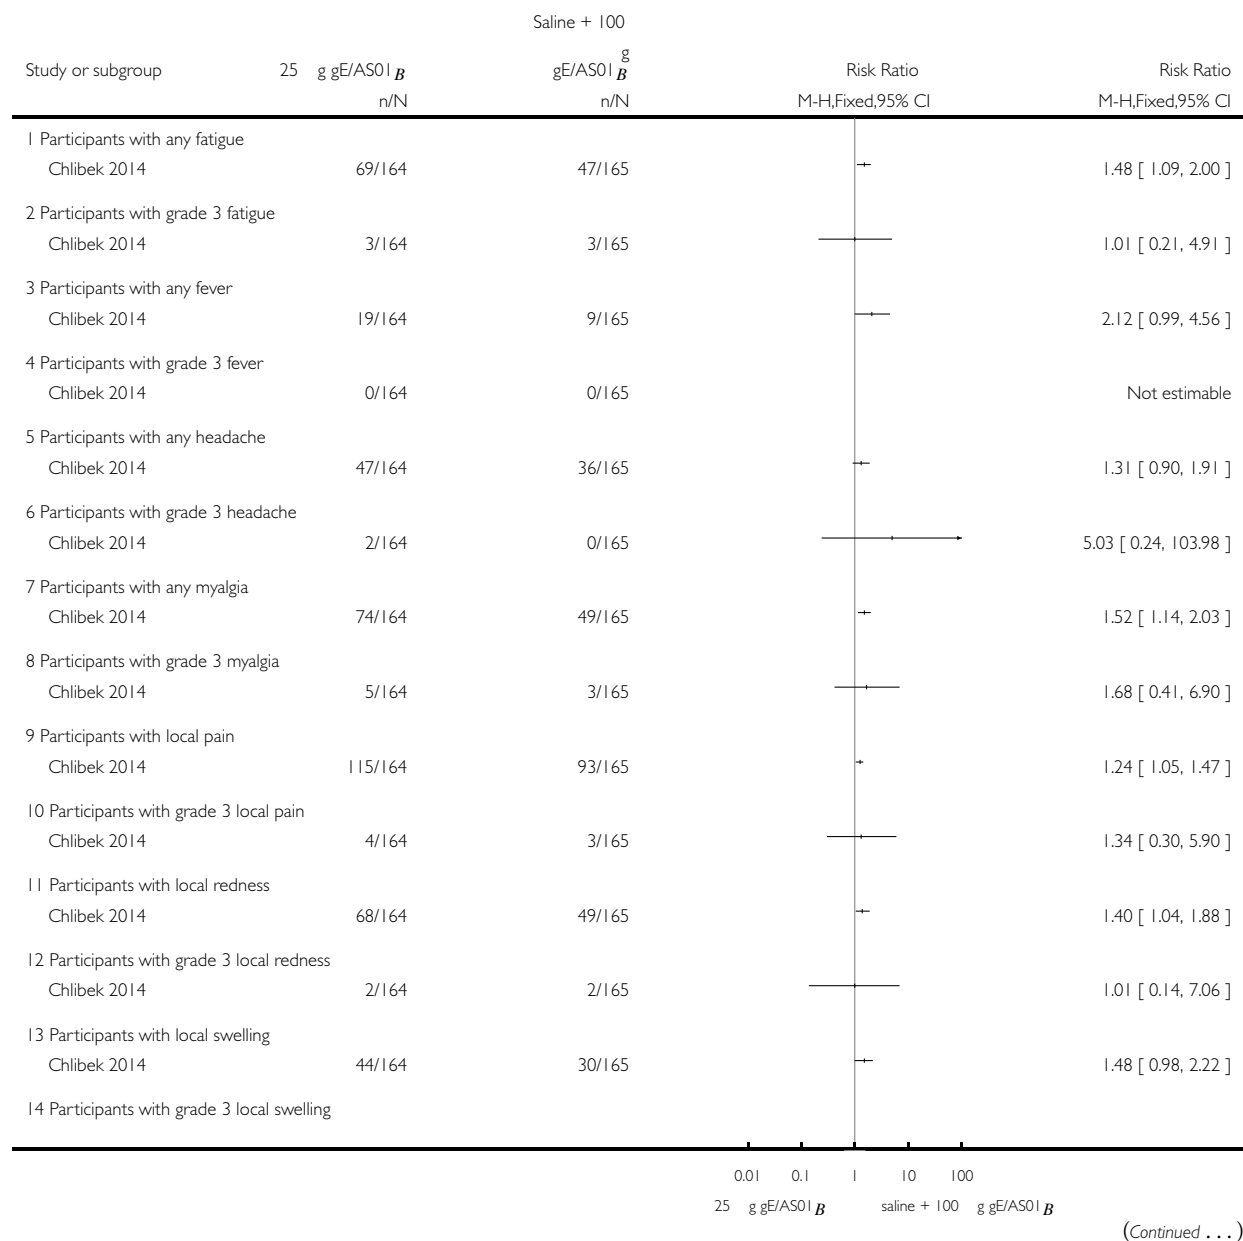 Saline + 100
g
Study or subgroup 25 g gE/AS01B gE/AS01B Risk Ratio Risk Ratio
n/N n/N M-H,Fixed,95% CI M-H,Fixed,95% CI
1 Participants with any fatigue
Chlibek 2014 69/164 47/165 1.48 [ 1.09, 2.00 ]
2 Participants with grade 3 fatigue
Chlibek 2014 3/164 3/165 1.01 [ 0.21, 4.91 ]
3 Participants with any fever
Chlibek 2014 19/164 9/165 2.12 [ 0.99, 4.56 ]
4 Participants with grade 3 fever
Chlibek 2014 0/164 0/165 Not estimable
5 Participants with any headache
Chlibek 2014 47/164 36/165 1.31 [ 0.90, 1.91 ]
6 Participants with grade 3 headache
Chlibek 2014 2/164 0/165 5.03 [ 0.24, 103.98 ]
7 Participants with any myalgia
Chlibek 2014 74/164 49/165 1.52 [ 1.14, 2.03 ]
8 Participants with grade 3 myalgia
Chlibek 2014 5/164 3/165 1.68 [ 0.41, 6.90 ]
9 Participants with local pain
Chlibek 2014 115/164 93/165 1.24 [ 1.05, 1.47 ]
10 Participants with grade 3 local pain
Chlibek 2014 4/164 3/165 1.34 [ 0.30, 5.90 ]
11 Participants with local redness
Chlibek 2014 68/164 49/165 1.40 [ 1.04, 1.88 ]
12 Participants with grade 3 local redness
Chlibek 2014 2/164 2/165 1.01 [ 0.14, 7.06 ]
13 Participants with local swelling
Chlibek 2014 44/164 30/165 1.48 [ 0.98, 2.22 ]
14 Participants with grade 3 local swelling
0.01 0.1 1 10 100
25 g gE/AS01B saline + 100 g gE/AS01B
(Continued . . . )